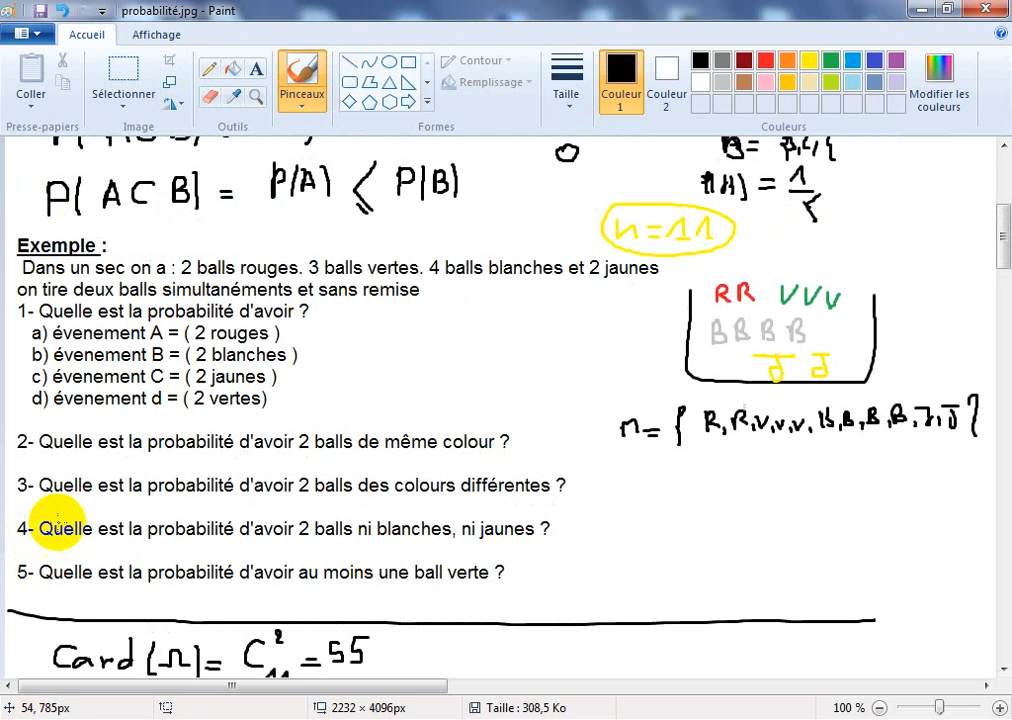 probabilité.jpg - Paint
Accueil Affichage
Coller
Sélectionner
Pinceaux
Contour
Remplissage
Taille
Couleur 1
Couleur 2
Modifier les couleurs
Presse-papiers Image Outils Formes Couleurs
P( A ⊂ B) = P(A) ≤ P(B)
n=11
Exemple :
Dans un sec on a : 2 balls rouges. 3 balls vertes. 4 balls blanches et 2 jaunes
on tire deux balls simultanéments et sans remise
1- Quelle est la probabilité d'avoir ?
a) évenement A = ( 2 rouges )
b) évenement B = ( 2 blanches )
c) évenement C = ( 2 jaunes )
d) évenement d = ( 2 vertes)
R R V V V
B B B B
J J
n= { R, R, V, V, V, B, B, B, B, J, J }
2- Quelle est la probabilité d'avoir 2 balls de même colour ?
3- Quelle est la probabilité d'avoir 2 balls des colours différentes ?
4- Quelle est la probabilité d'avoir 2 balls ni blanches, ni jaunes ?
5- Quelle est la probabilité d'avoir au moins une ball verte ?
Card(Ω)= C²₁₁ = 55
54, 785px
2232 × 4096px
Taille : 308,5 Ko
100 %